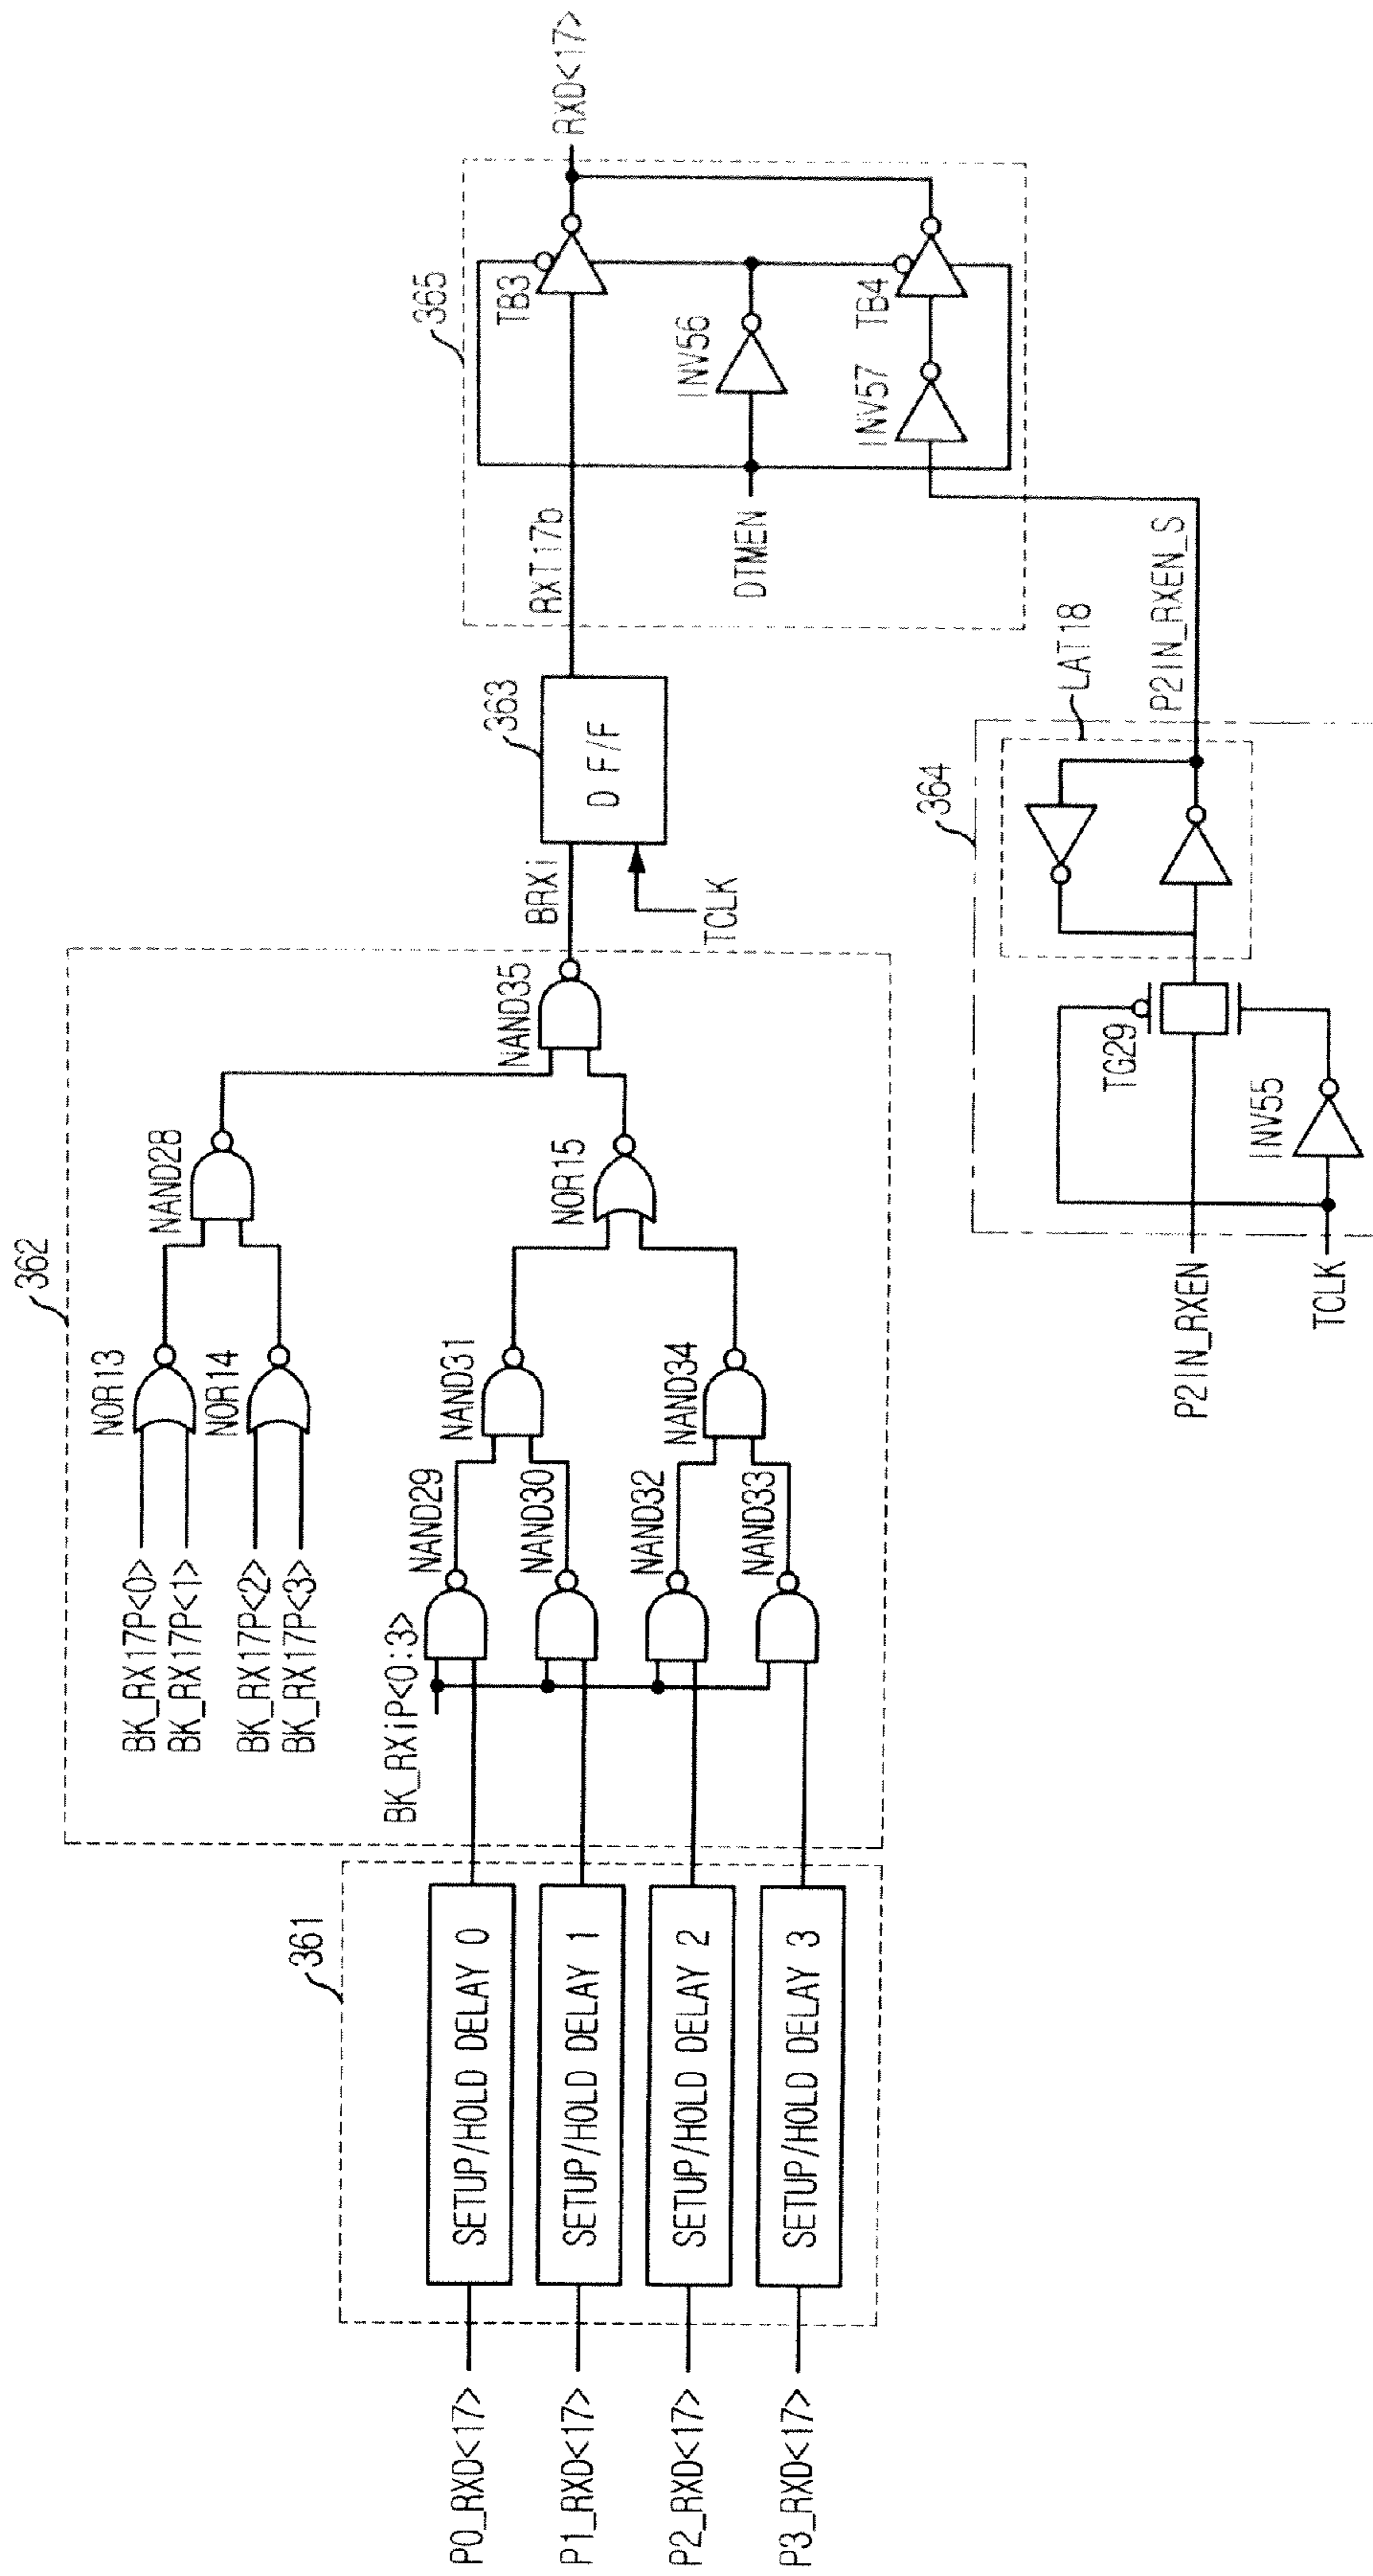 362
BK_RX17P<0>
BK_RX17P<1>
BK_RX17P<2>
BK_RX17P<3>
NOR13
NOR14
NAND28
BK_RXiP<0:3>
NAND29
NAND30
NAND31
NAND32
NAND33
NAND34
NOR15
NAND35
361
P0_RXD<17>
SETUP/HOLD DELAY 0
P1_RXD<17>
SETUP/HOLD DELAY 1
P2_RXD<17>
SETUP/HOLD DELAY 2
P3_RXD<17>
SETUP/HOLD DELAY 3
BRXi
363
D F/F
TCLK
365
RXT17b
TB3
RXD<17>
DTMEN
INV56
INV57
TB4
364
P2IN_RXEN
TCLK
INV55
TG29
LAT18
P2IN_RXEN_S